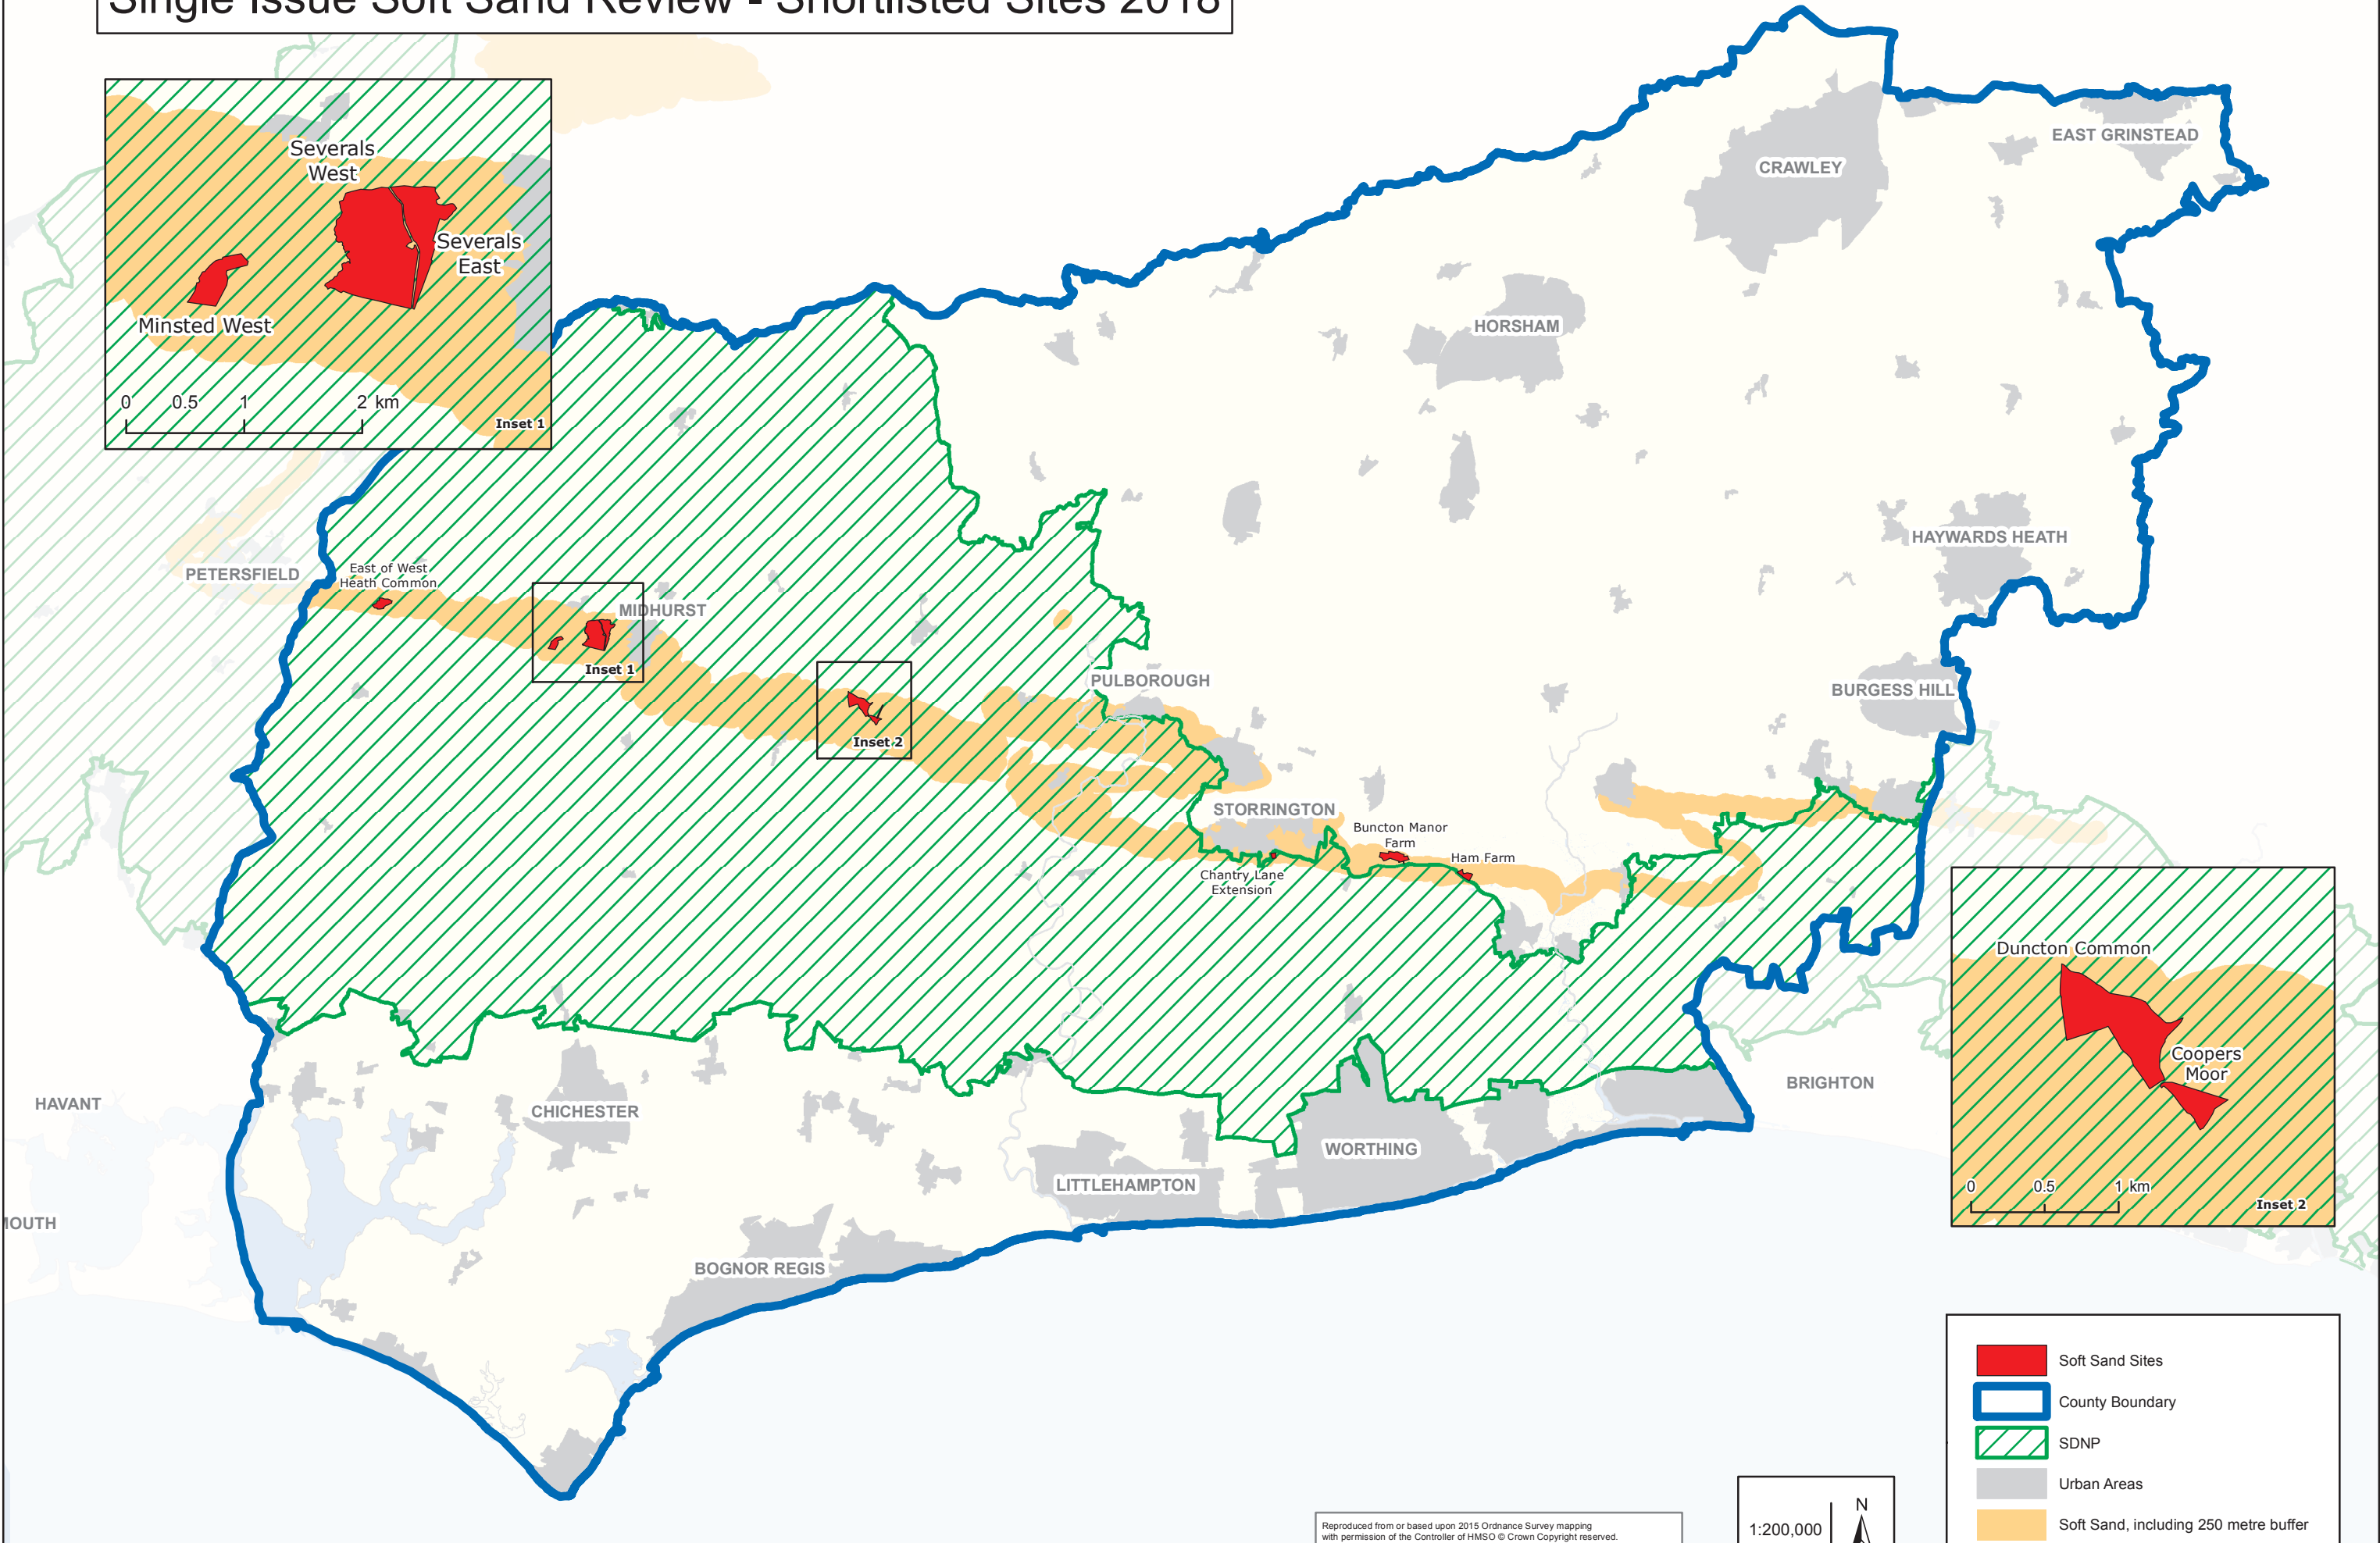 Single Issue Soft Sand Review - Shortlisted Sites 2018
Severals
West
Severals
East
Minsted West
0 0.5 1 2 km
Inset 1
CRAWLEY
EAST GRINSTEAD
HORSHAM
HAYWARDS HEATH
PETERSFIELD
East of West
Heath Common
MIDHURST
Inset 1
PULBOROUGH
BURGESS HILL
Inset 2
STORRINGTON
Buncton Manor
Farm
Ham Farm
Chantry Lane
Extension
Duncton Common
Coopers
Moor
0 0.5 1 km
Inset 2
HAVANT
CHICHESTER
BRIGHTON
WORTHING
LITTLEHAMPTON
MOUTH
BOGNOR REGIS
Soft Sand Sites
County Boundary
SDNP
Urban Areas
Soft Sand, including 250 metre buffer
1:200,000
N
Reproduced from or based upon 2015 Ordnance Survey mapping
with permission of the Controller of HMSO © Crown Copyright reserved.